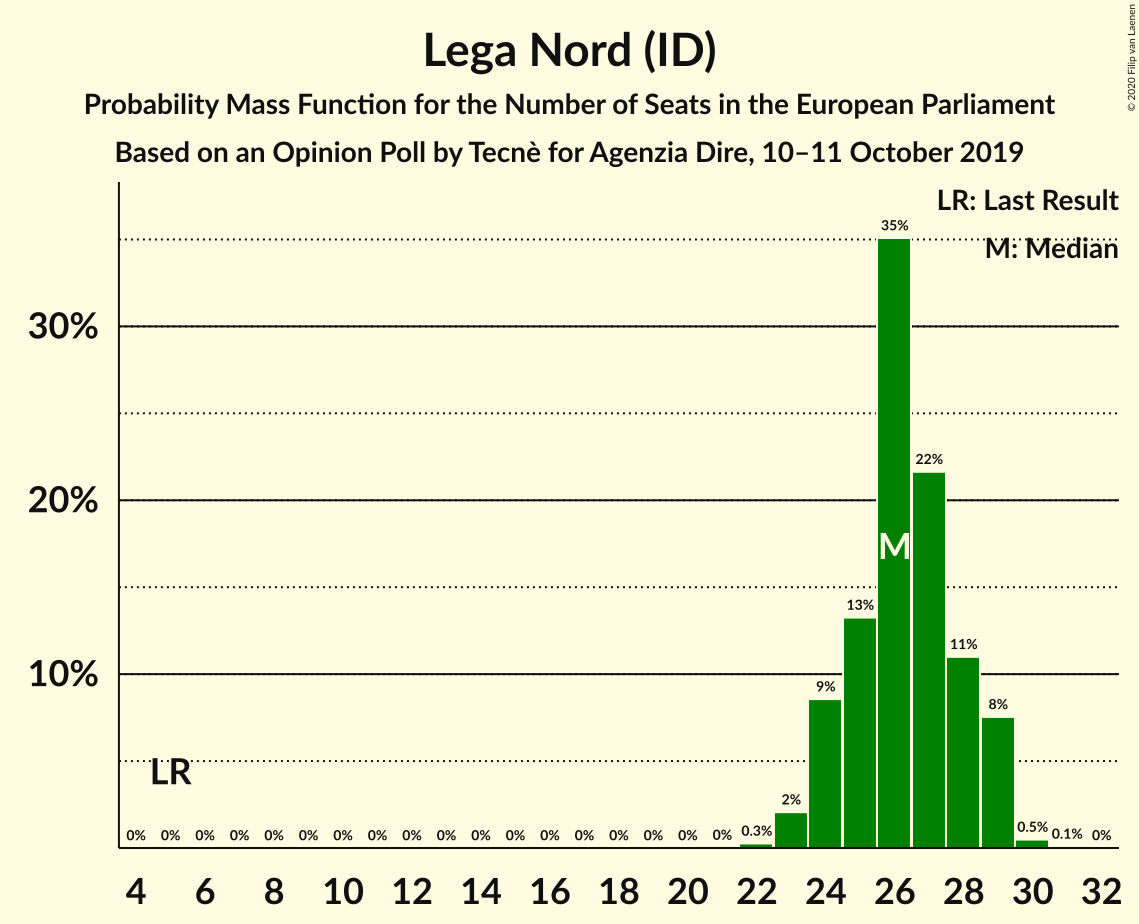 Lega Nord (ID)
Probability Mass Function for the Number of Seats in the European Parliament
Based on an Opinion Poll by Tecnè for Agenzia Dire, 10–11 October 2019
© 2020 Filip van Laenen
LR: Last Result
M: Median
35%
30%
22%
20%
M
13%
11%
10%
9%
8%
LR
2%
0% 0% 0% 0% 0% 0% 0% 0% 0% 0% 0% 0% 0% 0% 0% 0% 0% 0% 0.3% 0.5% 0.1% 0%
4 6 8 10 12 14 16 18 20 22 24 26 28 30 32